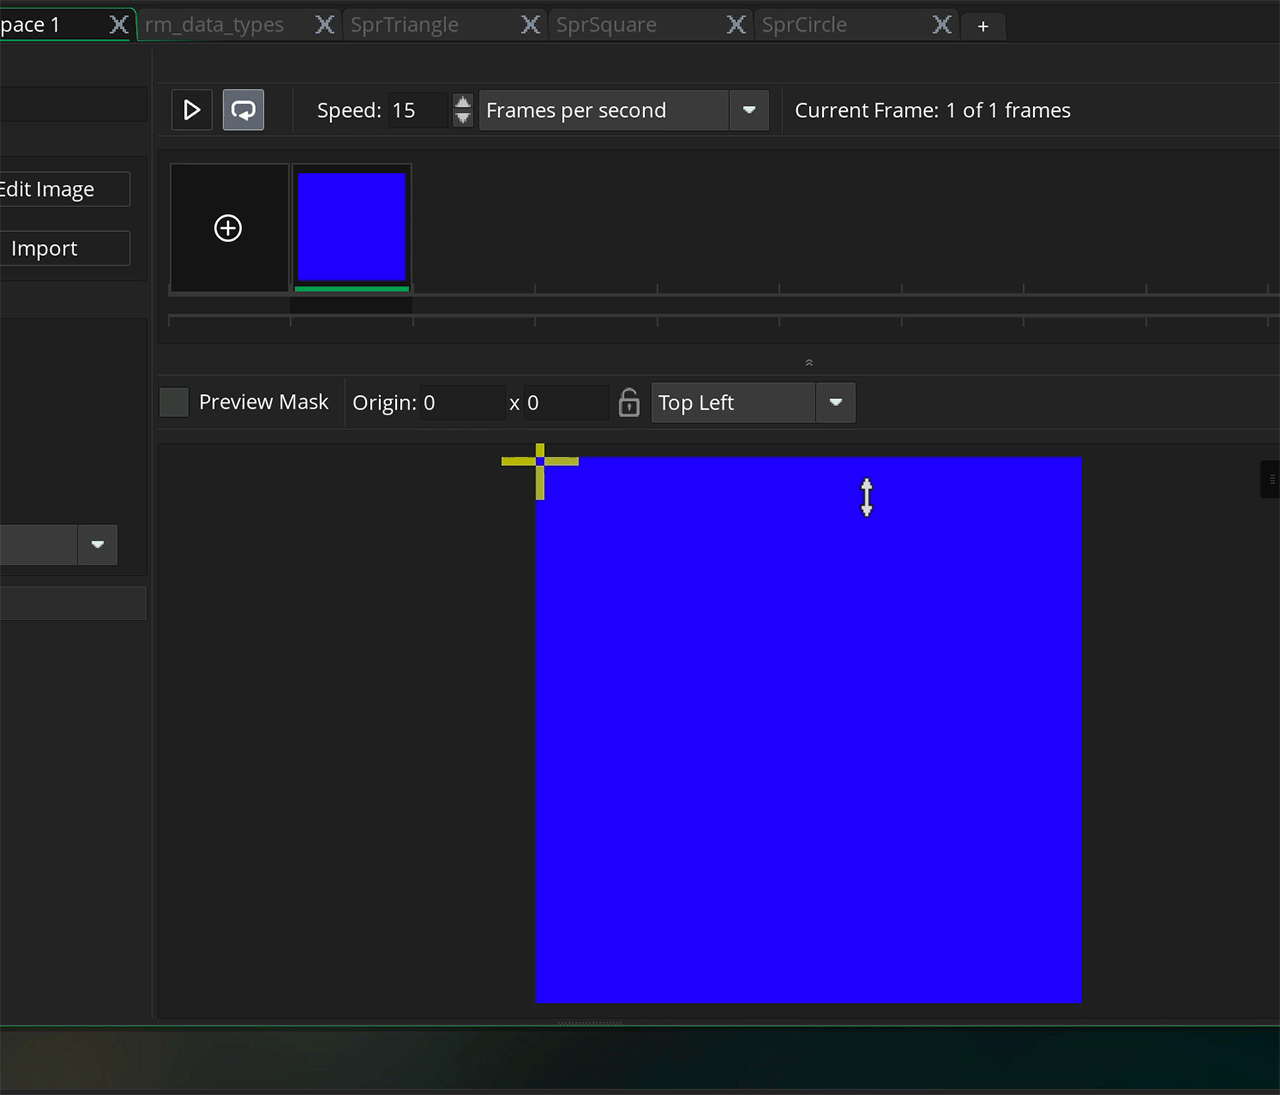 pace 1 rm_data_types SprTriangle SprSquare SprCircle +
Speed: 15 Frames per second Current Frame: 1 of 1 frames
Edit Image
Import
Preview Mask Origin: 0 x 0 Top Left